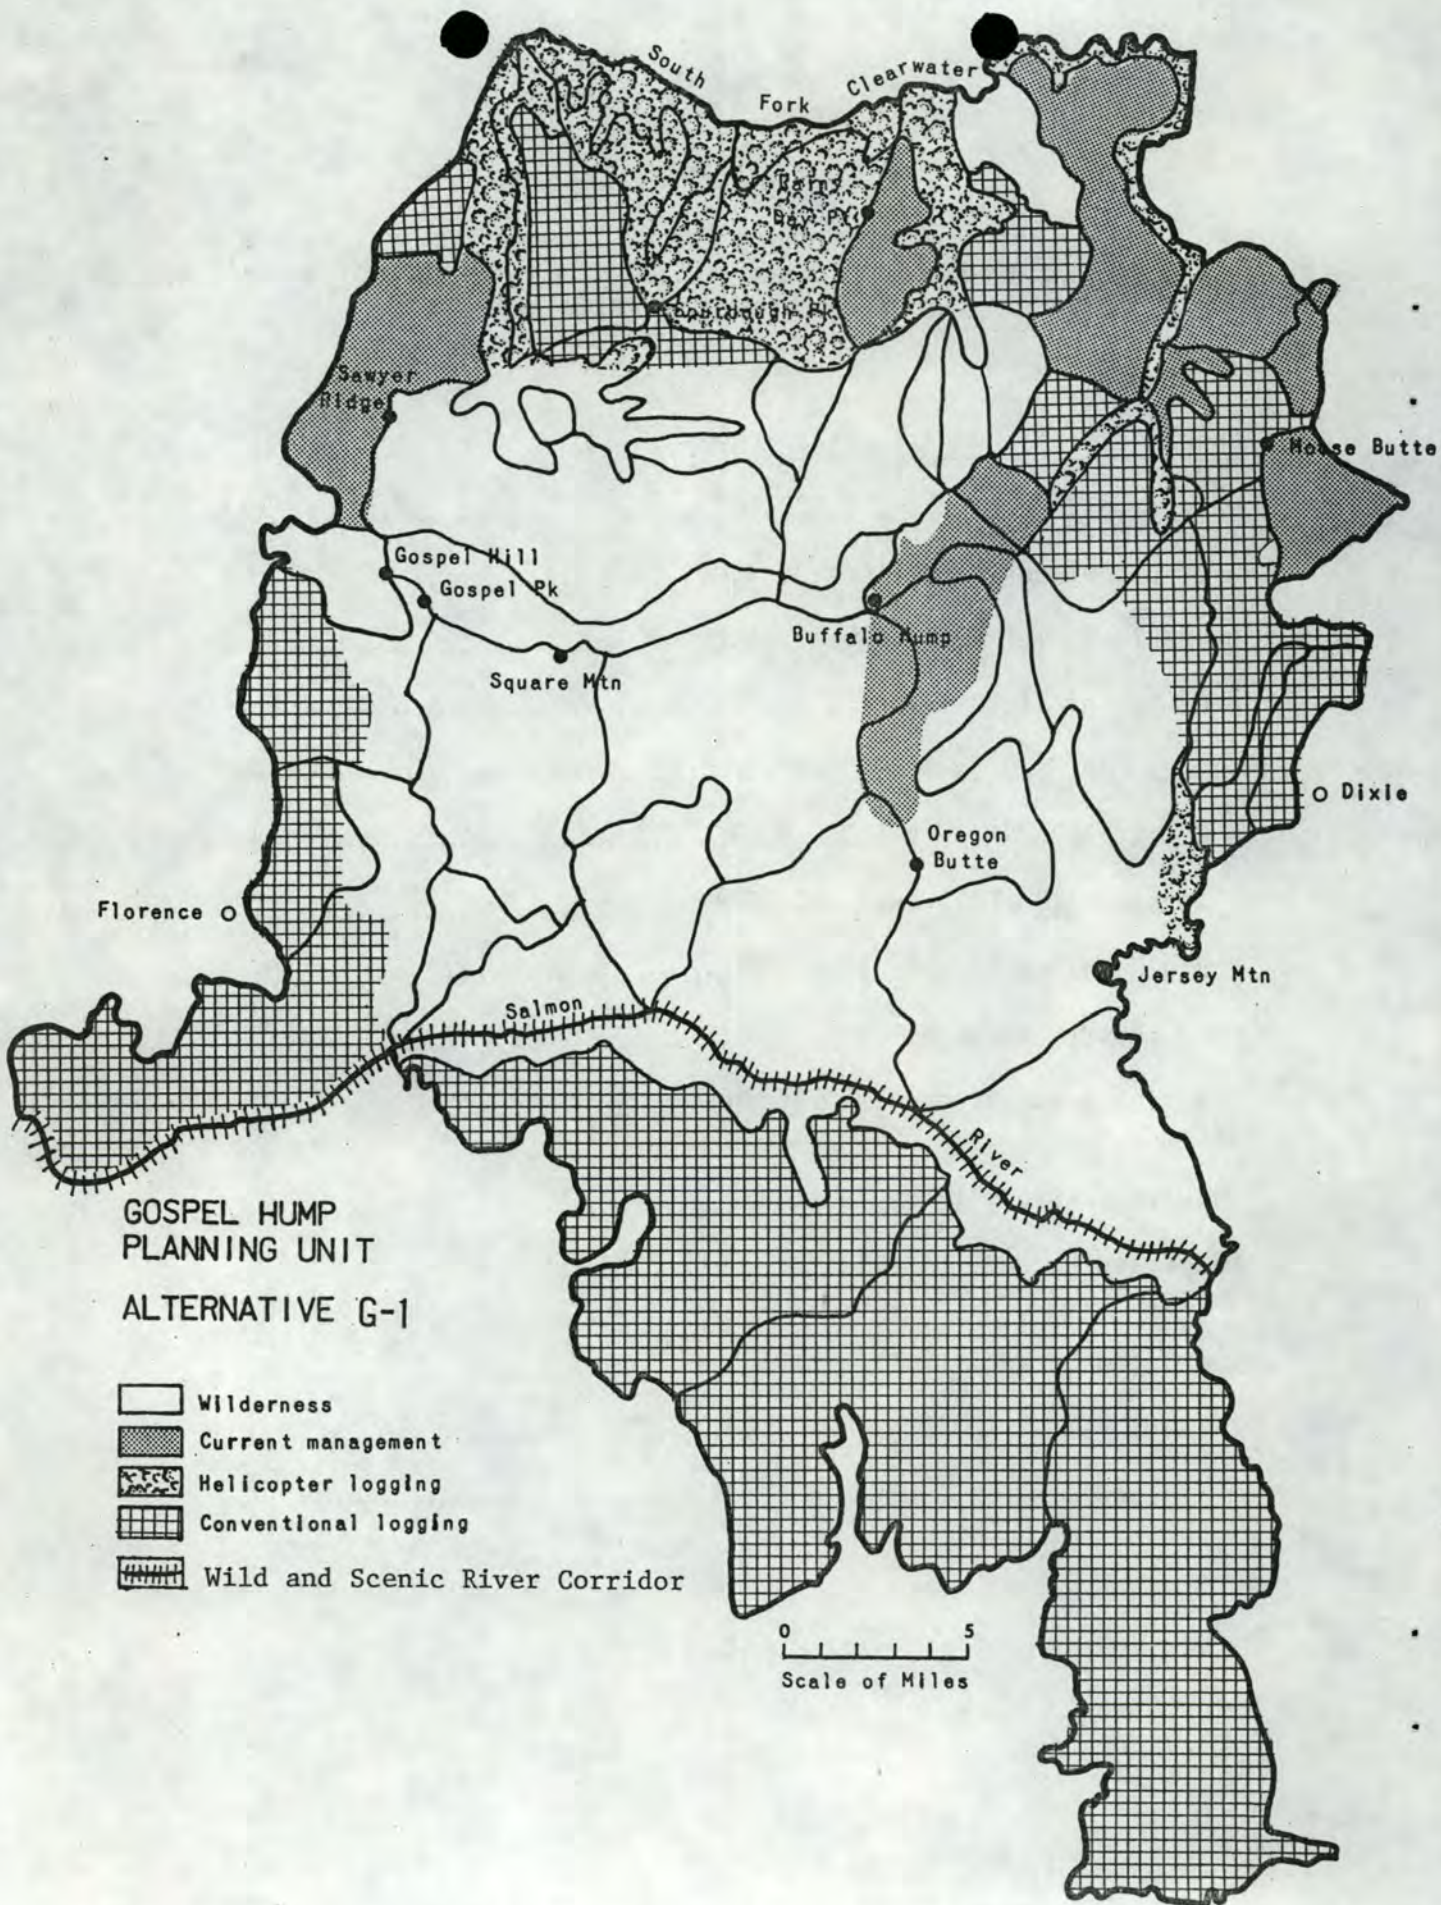 South
Fork
Clearwater
Sawyer
Ridge
Moose Butte
Gospel Hill
Gospel Pk
Buffalo Hump
Square Mtn
Dixie
Oregon
Butte
Florence
Jersey Mtn
Salmon
River
GOSPEL HUMP
PLANNING UNIT
ALTERNATIVE G-1
Wilderness
Current management
Helicopter logging
Conventional logging
Wild and Scenic River Corridor
0 5
Scale of Miles